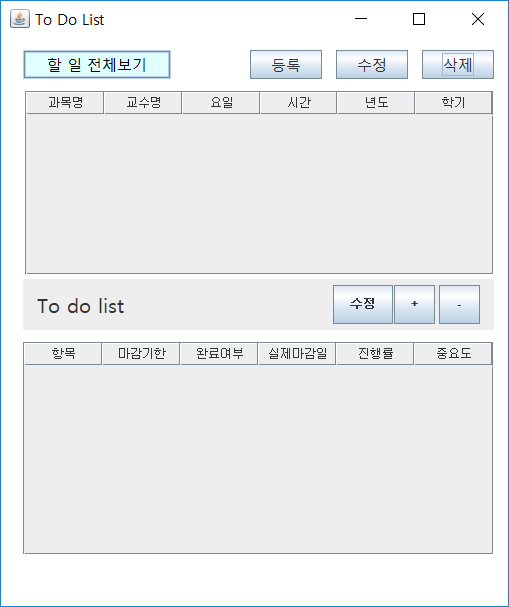 To Do List
할 일 전체보기 등록 수정 삭제
과목명 교수명 요일 시간 년도 학기
To do list 수정 + -
항목 마감기한 완료여부 실제마감일 진행률 중요도